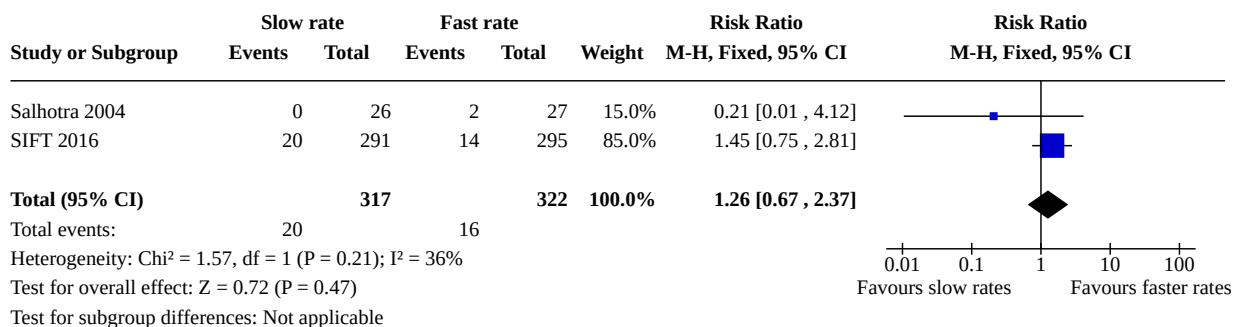 Slow rate Fast rate Risk Ratio Risk Ratio
Study or Subgroup Events Total Events Total Weight M-H, Fixed, 95% CI M-H, Fixed, 95% CI
Salhotra 2004 0 26 2 27 15.0% 0.21 [0.01 , 4.12]
SIFT 2016 20 291 14 295 85.0% 1.45 [0.75 , 2.81]
Total (95% CI) 317 322 100.0% 1.26 [0.67 , 2.37]
Total events: 20 16
Heterogeneity: Chi² = 1.57, df = 1 (P = 0.21); I² = 36% 0.01 0.1 1 10 100
Test for overall effect: Z = 0.72 (P = 0.47) Favours slow rates Favours faster rates
Test for subgroup differences: Not applicable